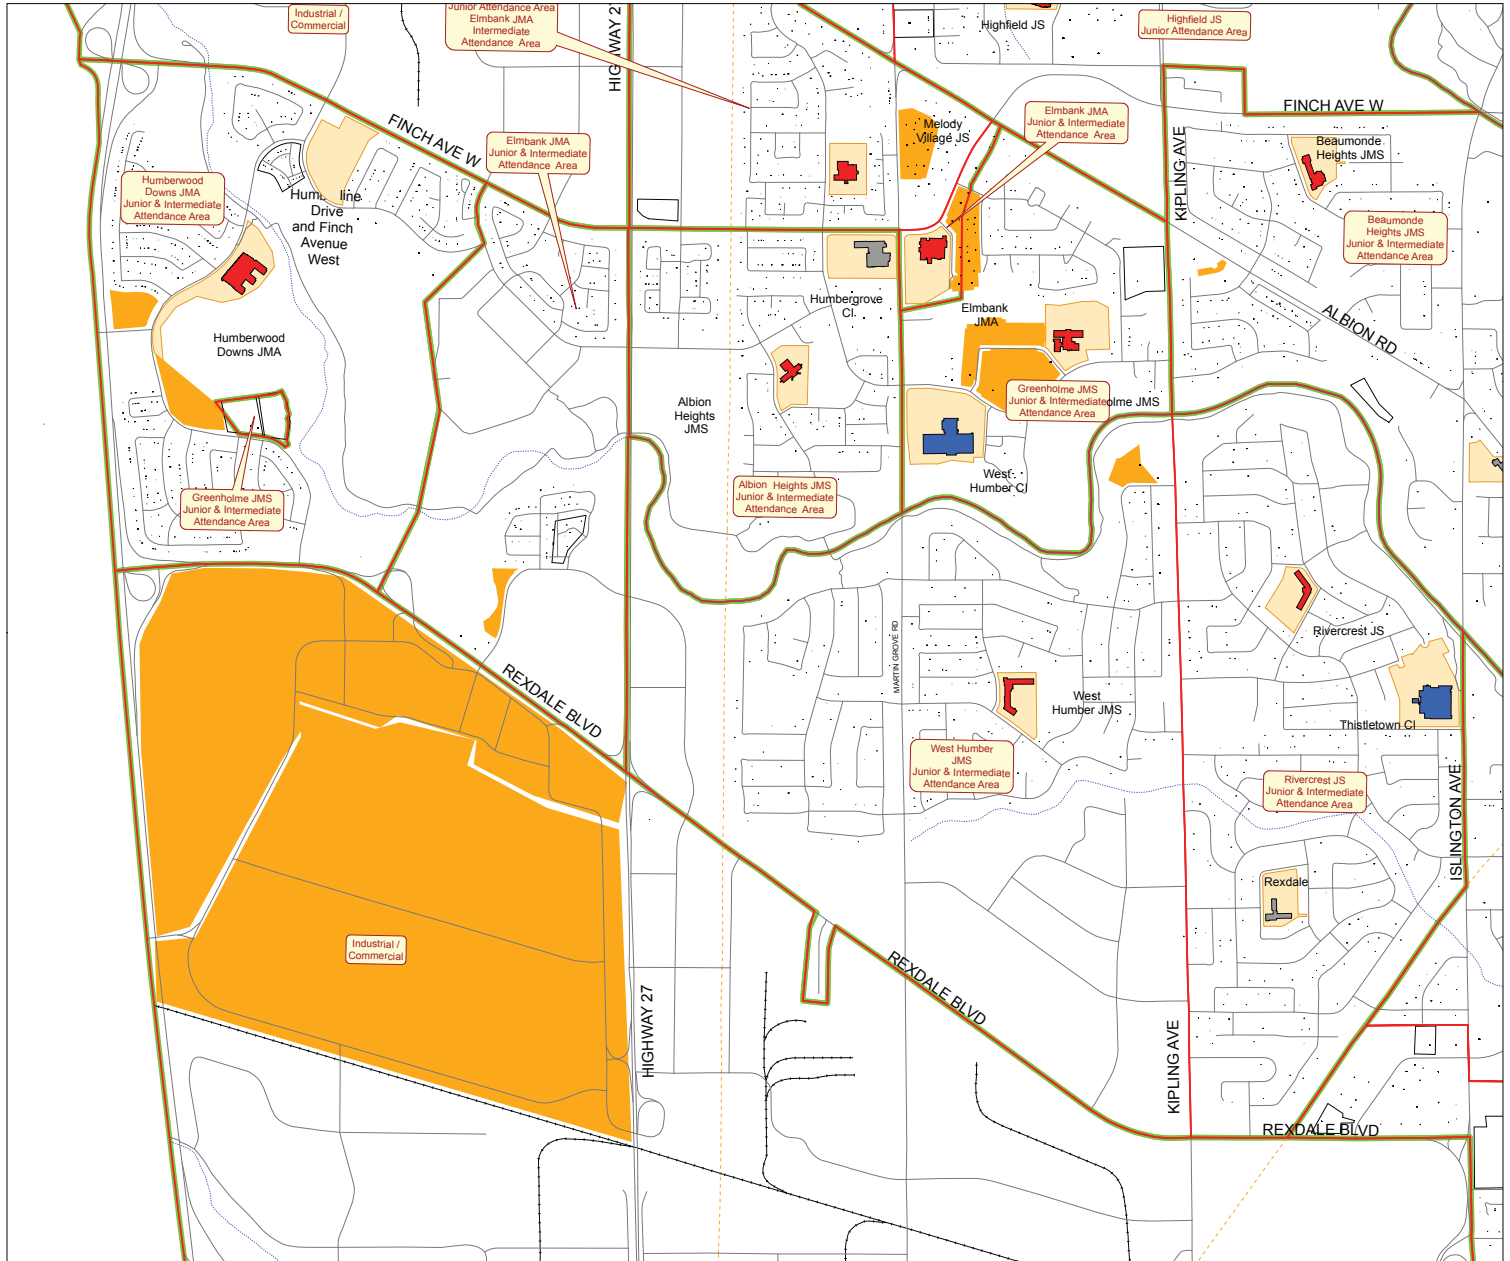 Industrial /
Commercial
Junior Attendance Area
Elmbank JMA
Intermediate
Attendance Area
HIGHWAY 2
Highfield JS
Highfield JS
Junior Attendance Area
FINCH AVE W
FINCH AVE W
Elmbank JMA
Junior & Intermediate
Attendance Area
Melody
Village JS
Elmbank JMA
Junior & Intermediate
Attendance Area
KIPLING AVE
Beaumonde
Heights JMS
Humberwood
Downs JMA
Junior & Intermediate
Attendance Area
line
Drive
and Finch
Avenue
West
Beaumonde
Heights JMS
Junior & Intermediate
Attendance Area
Humbergrove
CI
Elmbank
JMA
ALBION RD
Humberwood
Downs JMA
Albion
Heights
JMS
Greenholme JMS
Junior & Intermediate
Attendance Area
olme JMS
West
Humber CI
Albion Heights JMS
Junior & Intermediate
Attendance Area
Greenholme JMS
Junior & Intermediate
Attendance Area
Rivercrest JS
MARTIN GROVE RD
REXDALE BLVD
West
Humber JMS
Thistletown CI
West Humber
JMS
Junior & Intermediate
Attendance Area
Rivercrest JS
Junior & Intermediate
Attendance Area
ISLINGTON AVE
Rexdale
Industrial /
Commercial
REXDALE BLVD
HIGHWAY 27
KIPLING AVE
REXDALE BLVD